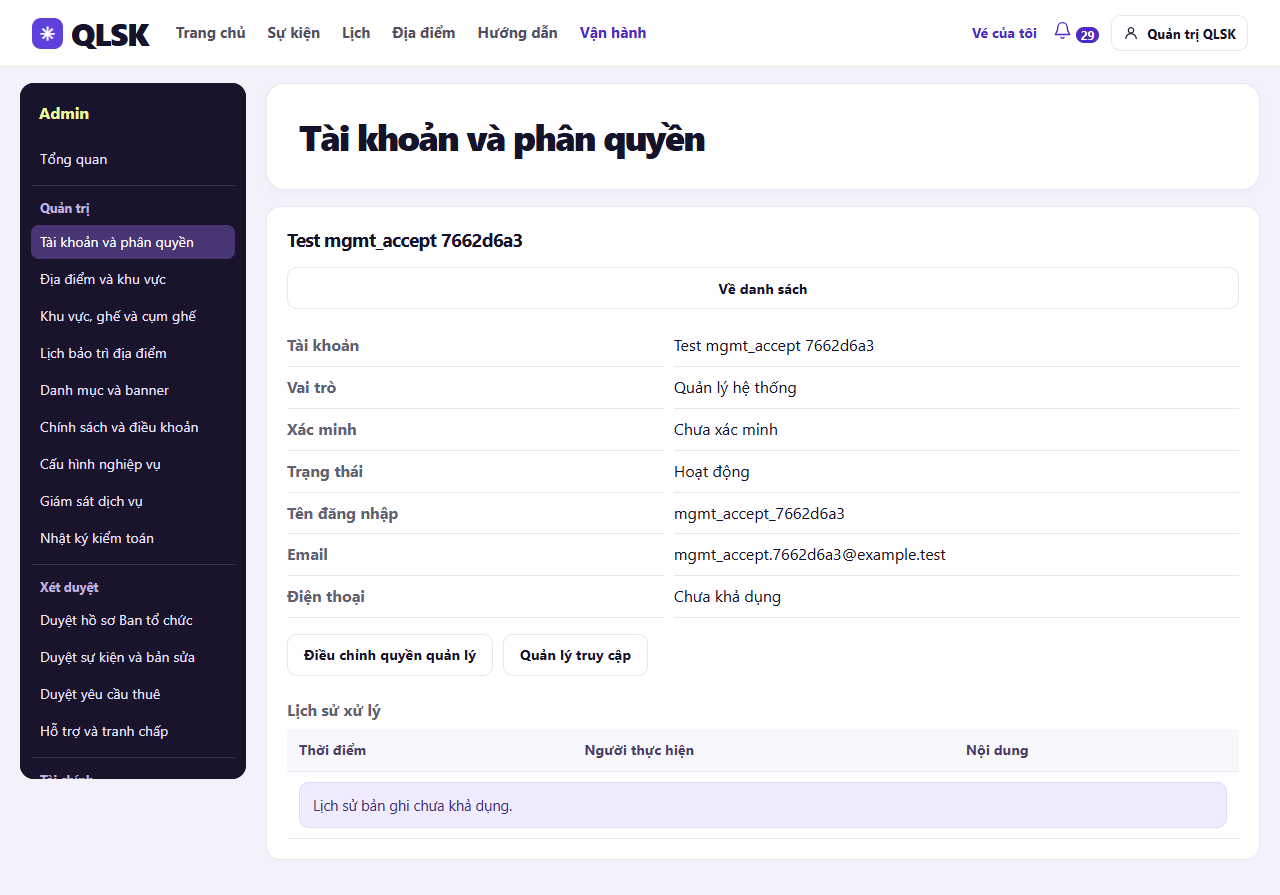 QLSK
Trang chủ
Sự kiện
Lịch
Địa điểm
Hướng dẫn
Vận hành
Vé của tôi
29
Quản trị QLSK
Admin
Tổng quan
Quản trị
Tài khoản và phân quyền
Địa điểm và khu vực
Khu vực, ghế và cụm ghế
Lịch bảo trì địa điểm
Danh mục và banner
Chính sách và điều khoản
Cấu hình nghiệp vụ
Giám sát dịch vụ
Nhật ký kiểm toán
Xét duyệt
Duyệt hồ sơ Ban tổ chức
Duyệt sự kiện và bản sửa
Duyệt yêu cầu thuê
Hỗ trợ và tranh chấp
Tài chính
Tài khoản và phân quyền
Test mgmt_accept 7662d6a3
Về danh sách
Tài khoản Test mgmt_accept 7662d6a3
Vai trò Quản lý hệ thống
Xác minh Chưa xác minh
Trạng thái Hoạt động
Tên đăng nhập mgmt_accept_7662d6a3
Email mgmt_accept.7662d6a3@example.test
Điện thoại Chưa khả dụng
Điều chỉnh quyền quản lý
Quản lý truy cập
Lịch sử xử lý
Thời điểm Người thực hiện Nội dung
Lịch sử bản ghi chưa khả dụng.